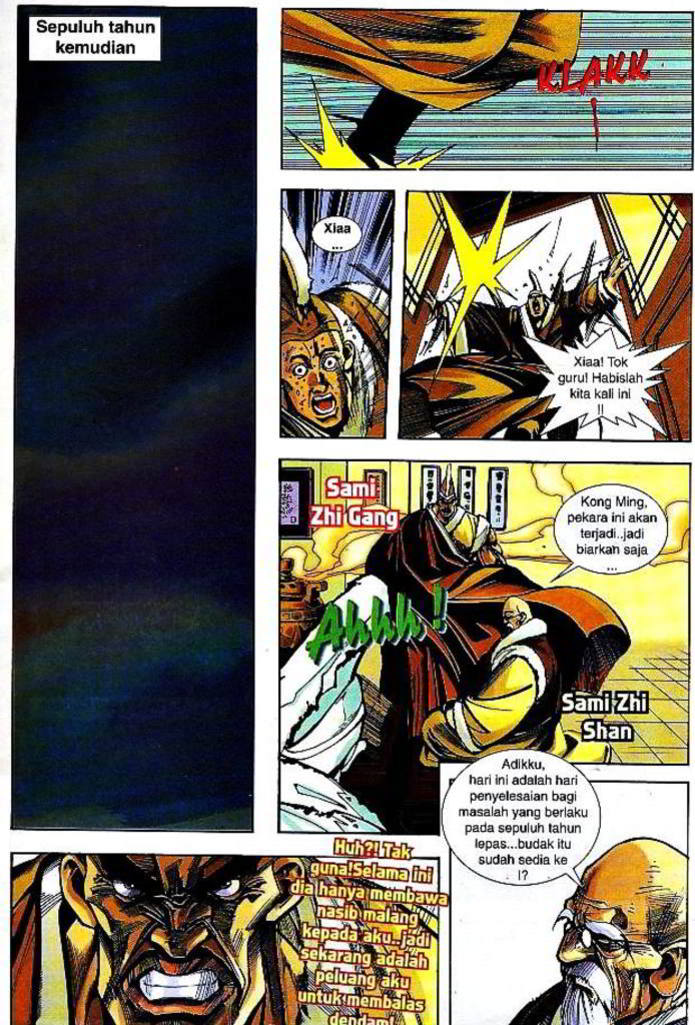 Sepuluh tahun
kemudian
KLAKK
!
Xiaa
...
Xiaa! Tok
guru! Habislah
kita kali ini
!!
Sami
Zhi Gang
Kong Ming,
pekara ini akan
terjadi..jadi
biarkan saja
...
Ahhh!
Sami Zhi
Shan
Adikku,
hari ini adalah hari
penyelesaian bagi
masalah yang berlaku
pada sepuluh tahun
lepas...budak itu
sudah sedia ke
!?
Huh?! Tak
guna!Selama ini
dia hanya membawa
nasib malang
kepada aku...jadi
sekarang adalah
peluang aku
untuk membalas
dendam!